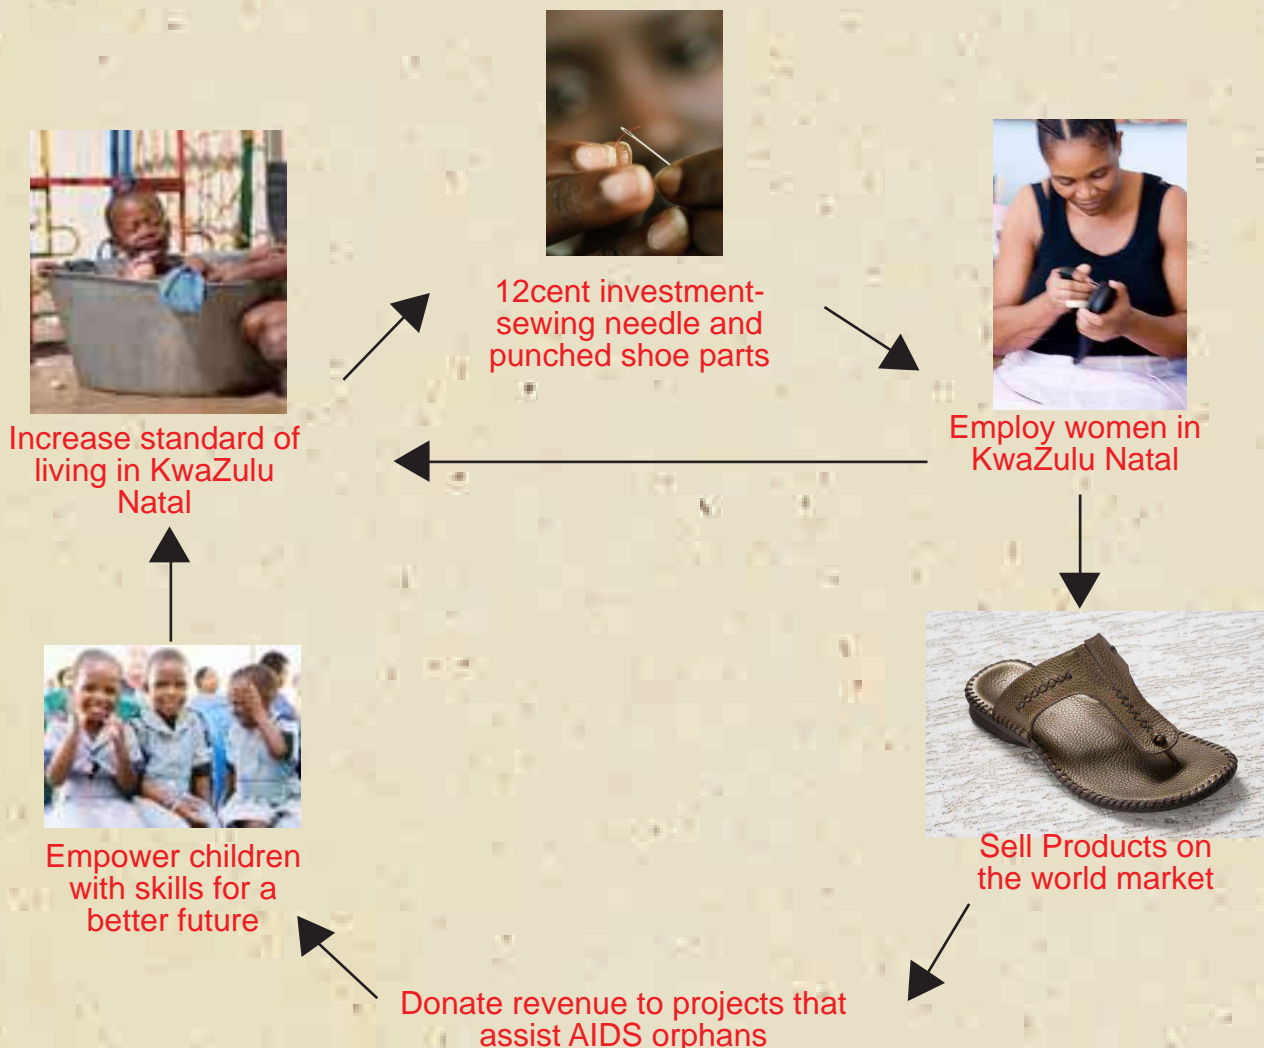 12cent investment-
sewing needle and
punched shoe parts
Employ women in
KwaZulu Natal
Sell Products on
the world market
Donate revenue to projects that
assist AIDS orphans
Empower children
with skills for a
better future
Increase standard of
living in KwaZulu
Natal